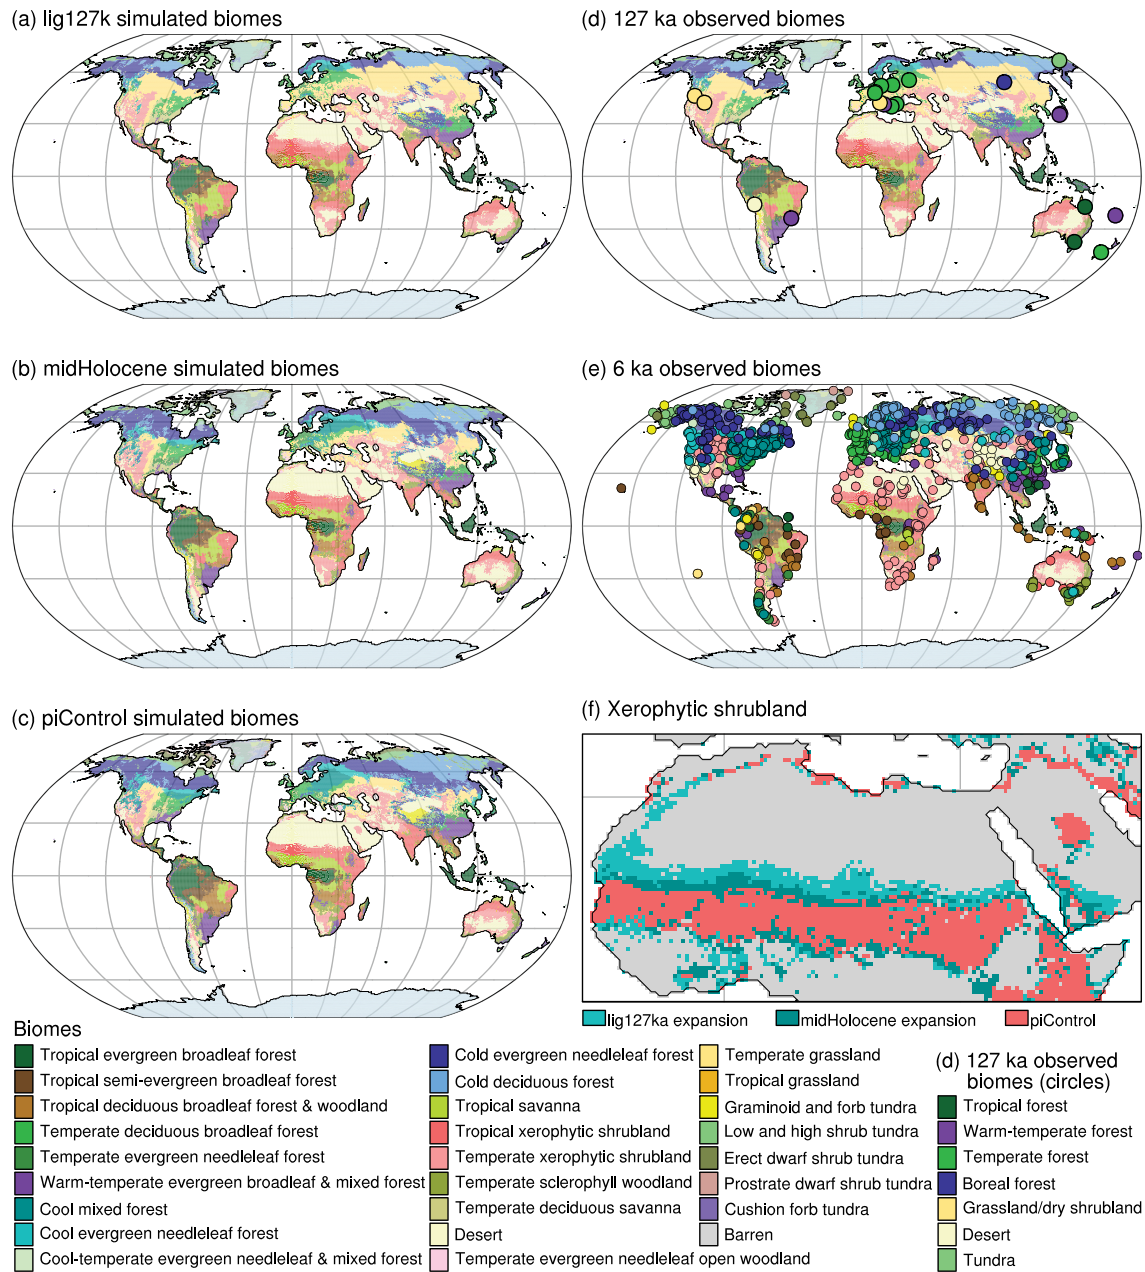 (a) lig127k simulated biomes
(d) 127 ka observed biomes
(b) midHolocene simulated biomes
(e) 6 ka observed biomes
(c) piControl simulated biomes
(f) Xerophytic shrubland
lig127ka expansion
midHolocene expansion
piControl
Biomes
Tropical evergreen broadleaf forest
Tropical semi-evergreen broadleaf forest
Tropical deciduous broadleaf forest & woodland
Temperate deciduous broadleaf forest
Temperate evergreen needleleaf forest
Warm-temperate evergreen broadleaf & mixed forest
Cool mixed forest
Cool evergreen needleleaf forest
Cool-temperate evergreen needleleaf & mixed forest
Cold evergreen needleleaf forest
Cold deciduous forest
Tropical savanna
Tropical xerophytic shrubland
Temperate xerophytic shrubland
Temperate sclerophyll woodland
Temperate deciduous savanna
Desert
Temperate evergreen needleleaf open woodland
Temperate grassland
Tropical grassland
Graminoid and forb tundra
Low and high shrub tundra
Erect dwarf shrub tundra
Prostrate dwarf shrub tundra
Cushion forb tundra
Barren
(d) 127 ka observed
biomes (circles)
Tropical forest
Warm-temperate forest
Temperate forest
Boreal forest
Grassland/dry shrubland
Desert
Tundra